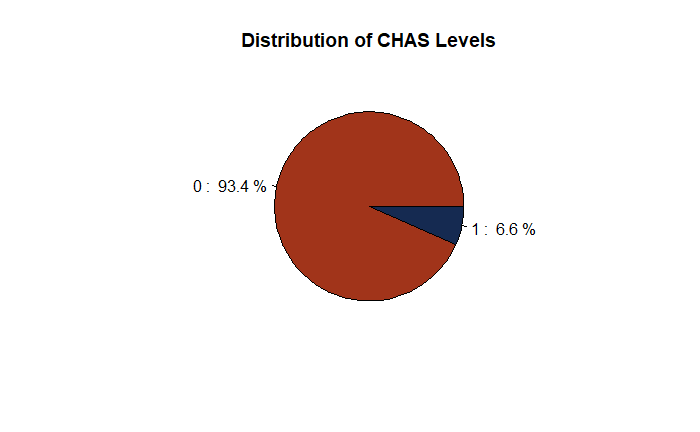 Distribution of CHAS Levels
0 : 93.4 %
1 : 6.6 %